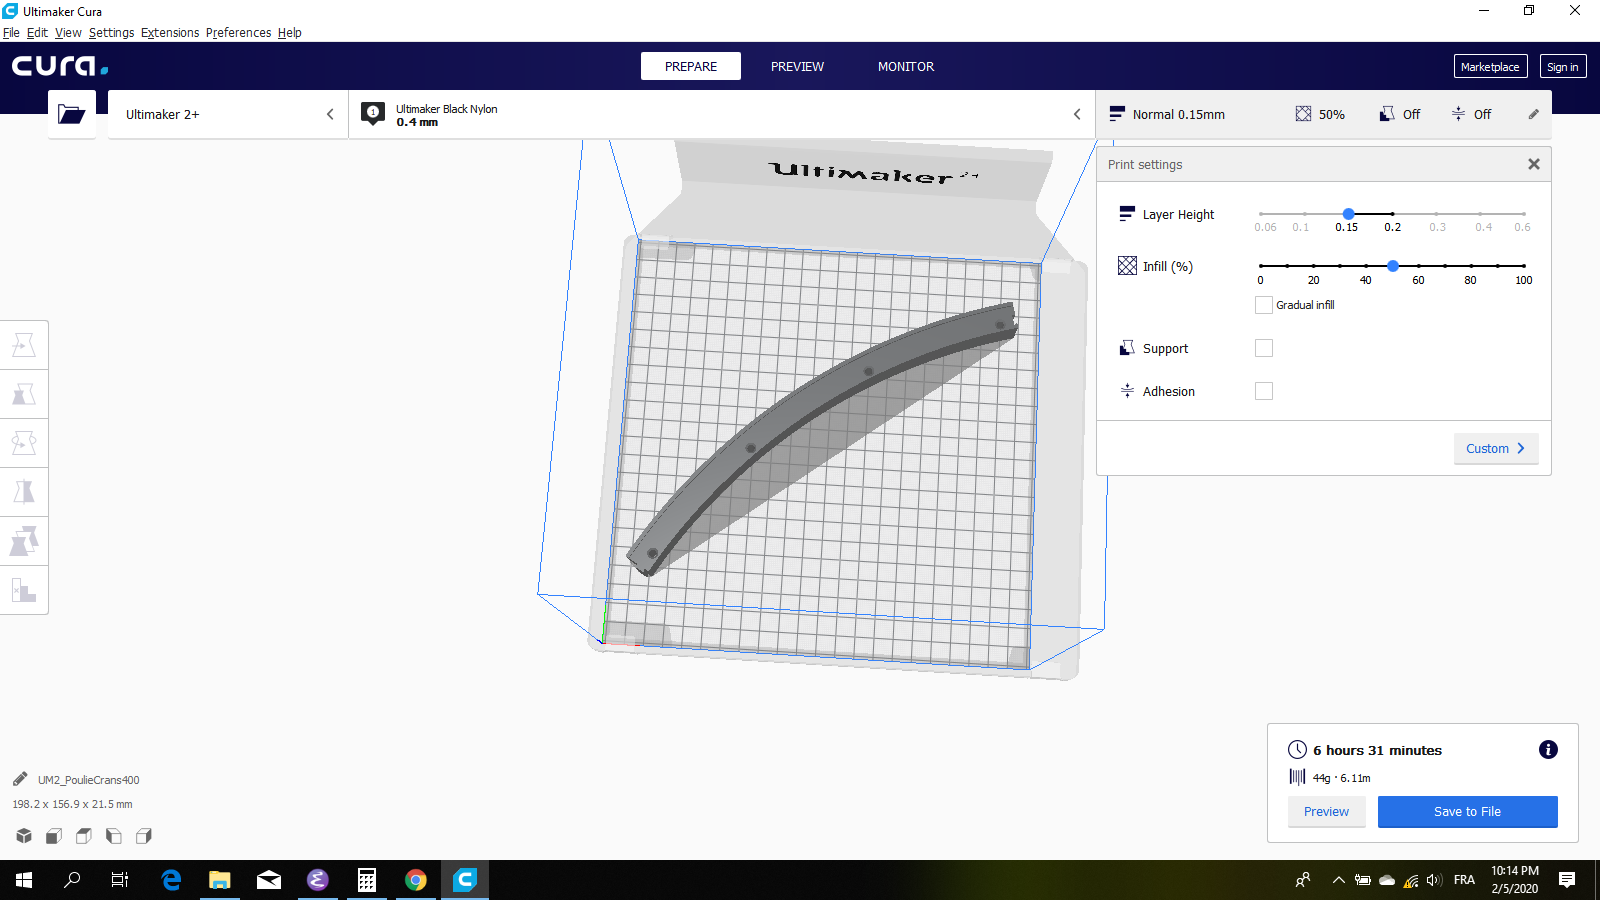 Ultimaker Cura
File Edit View Settings Extensions Preferences Help
cura.
PREPARE PREVIEW MONITOR
Marketplace Sign in
Ultimaker 2+
1
Ultimaker Black Nylon
0.4 mm
Normal 0.15mm 50% Off Off
Ultimaker 2+
Print settings
Layer Height
0.06 0.1 0.15 0.2 0.3 0.4 0.6
Infill (%)
0 20 40 60 80 100
Gradual infill
Support
Adhesion
Custom
6 hours 31 minutes
44g · 6.11m
Preview Save to File
UM2_PoulieCrans400
198.2 x 156.9 x 21.5 mm
FRA
10:14 PM
2/5/2020